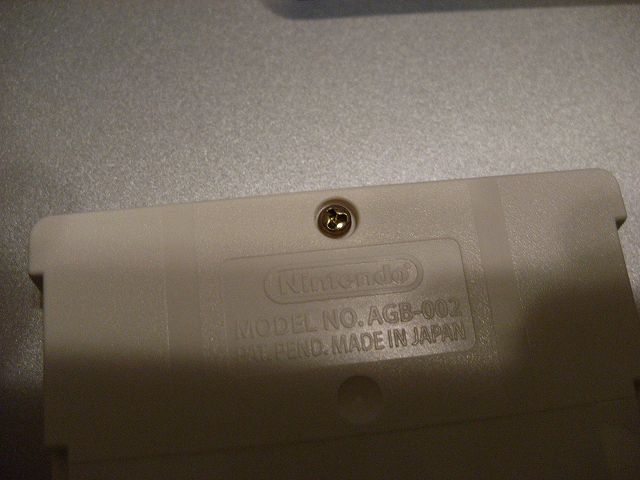 Nintendo
MODEL NO. AGB-002
PAT. PEND. MADE IN JAPAN